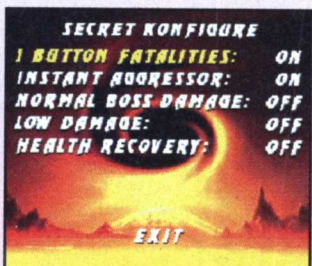 SECRET KONFIGURE
1 BUTTON FATALITIES: ON
INSTANT AGGRESSOR: ON
NORMAL BOSS DAMAGE: OFF
LOW DAMAGE: OFF
HEALTH RECOVERY: OFF
EXIT